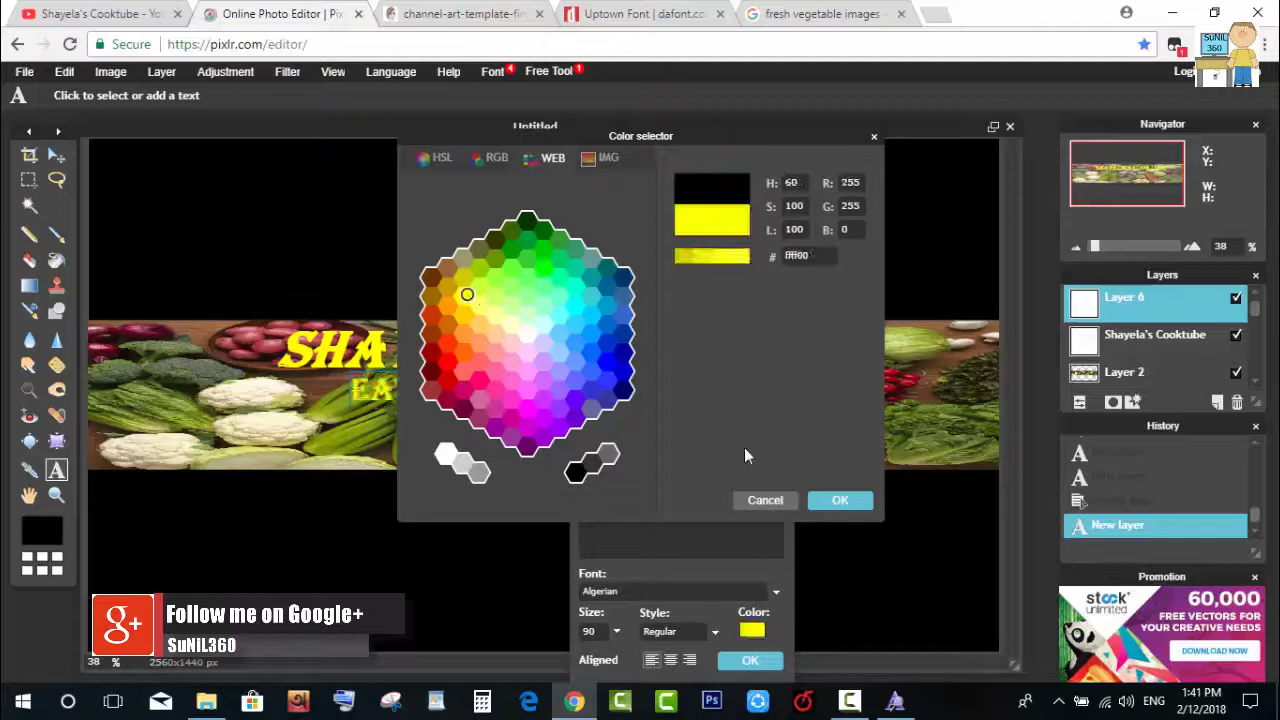 Shayela's Cooktube - Yo
Online Photo Editor | Pix
channel-art-template-fir
Uptown Font | dafont.co
fresh vegetable images -
Secure
https://pixlr.com/editor/
SuNiL
360
File Edit Image Layer Adjustment Filter View Language Help Font 4 Free Tool 1
A Click to select or add a text
Untitled
Color selector
HSL RGB WEB IMG
H: 60 R: 255
S: 100 G: 255
L: 100 B: 0
# ffff00
Cancel OK
SHA
EA
Font:
Algerian
Size: Style: Color:
90 Regular
Aligned OK
Navigator
X:
Y:
W:
H:
38 %
Layers
Layer 6
Shayela's Cooktube
Layer 2
History
New layer
Promotion
stock
unlimited
60,000
FREE VECTORS FOR
YOUR CREATIVE NEEDS
DOWNLOAD NOW
g+ Follow me on Google+
SuNiL360
38 % 2560x1440 px
ENG
1:41 PM
2/12/2018